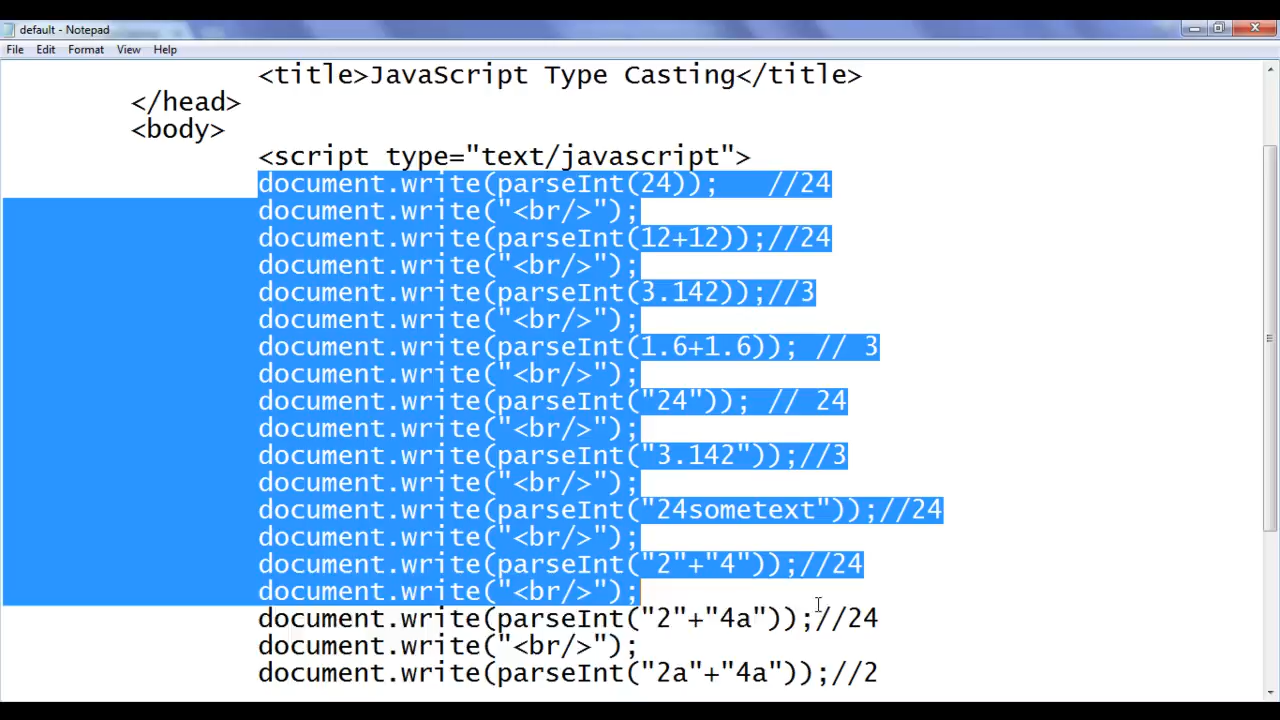 default - Notepad
File Edit Format View Help
<title>JavaScript Type Casting</title>
</head>
<body>
<script type="text/javascript">
document.write(parseInt(24)); //24
document.write("<br/>");
document.write(parseInt(12+12));//24
document.write("<br/>");
document.write(parseInt(3.142));//3
document.write("<br/>");
document.write(parseInt(1.6+1.6)); // 3
document.write("<br/>");
document.write(parseInt("24")); // 24
document.write("<br/>");
document.write(parseInt("3.142"));//3
document.write("<br/>");
document.write(parseInt("24sometext"));//24
document.write("<br/>");
document.write(parseInt("2"+"4"));//24
document.write("<br/>");
document.write(parseInt("2"+"4a"));//24
document.write("<br/>");
document.write(parseInt("2a"+"4a"));//2